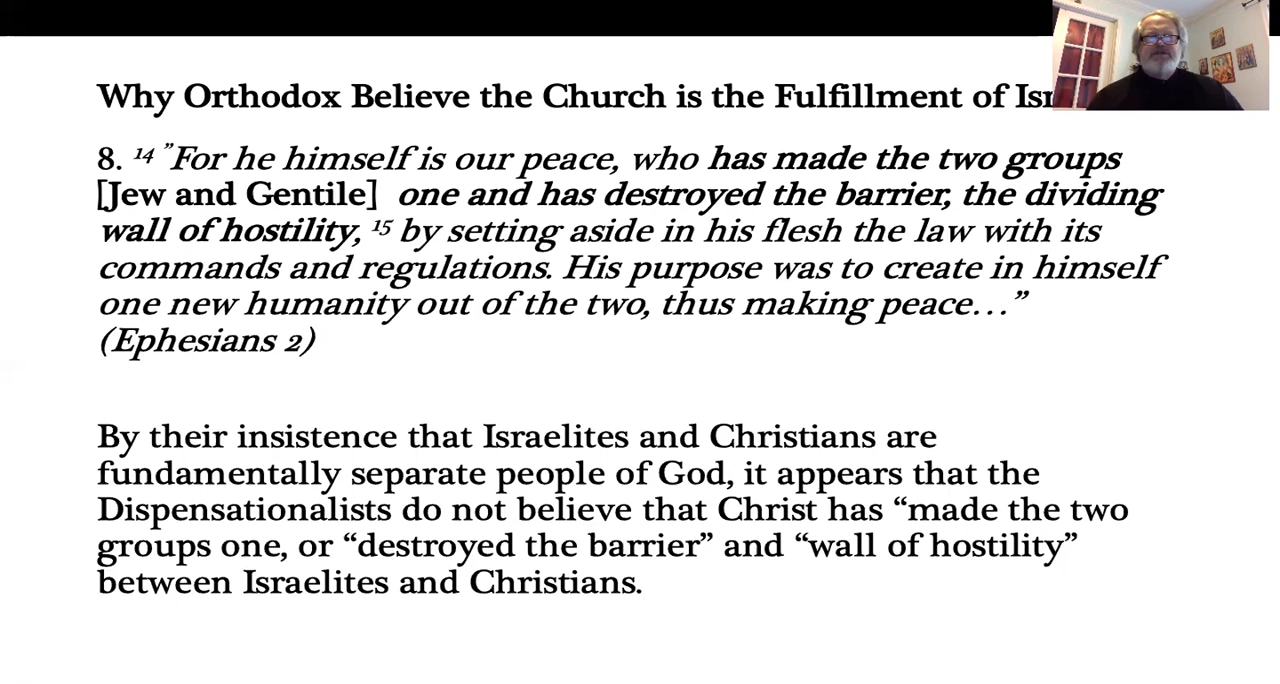 Why Orthodox Believe the Church is the Fulfillment of
8. 14 ”For he himself is our peace, who has made the two groups
[Jew and Gentile] one and has destroyed the barrier, the dividing
wall of hostility, 15 by setting aside in his flesh the law with its
commands and regulations. His purpose was to create in himself
one new humanity out of the two, thus making peace…”
(Ephesians 2)
By their insistence that Israelites and Christians are
fundamentally separate people of God, it appears that the
Dispensationalists do not believe that Christ has “made the two
groups one, or “destroyed the barrier” and “wall of hostility”
between Israelites and Christians.